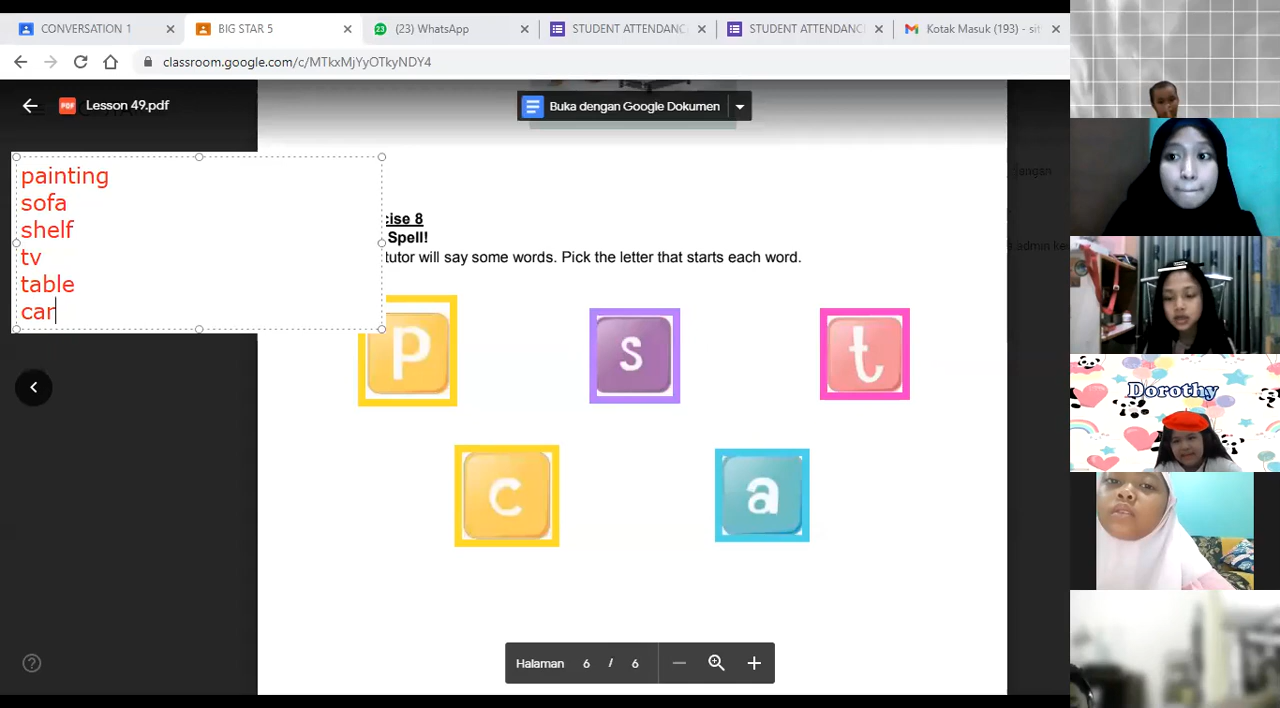 CONVERSATION 1
BIG STAR 5
23
(23) WhatsApp
STUDENT ATTENDANC
STUDENT ATTENDANC
Kotak Masuk (193) - sit
classroom.google.com/c/MTkxMjYyOTkyNDY4
PDF
Lesson 49.pdf
Buka dengan Google Dokumen
painting
sofa
shelf
tv
table
car
cise 8
Spell!
tutor will say some words. Pick the letter that starts each word.
p
s
t
c
a
Halaman 6 / 6
Dorothy